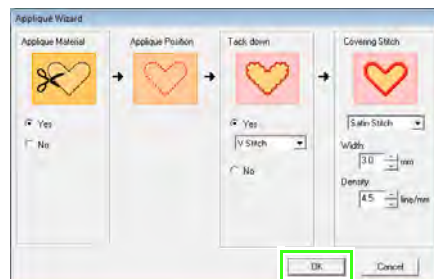 Applique Wizard
Applique Material
Applique Position
Tack down
Covering Stitch
Yes
No
Yes
V Stitch
No
Satin Stitch
Width
3.0 mm
Density
4.5 line/mm
OK
Cancel